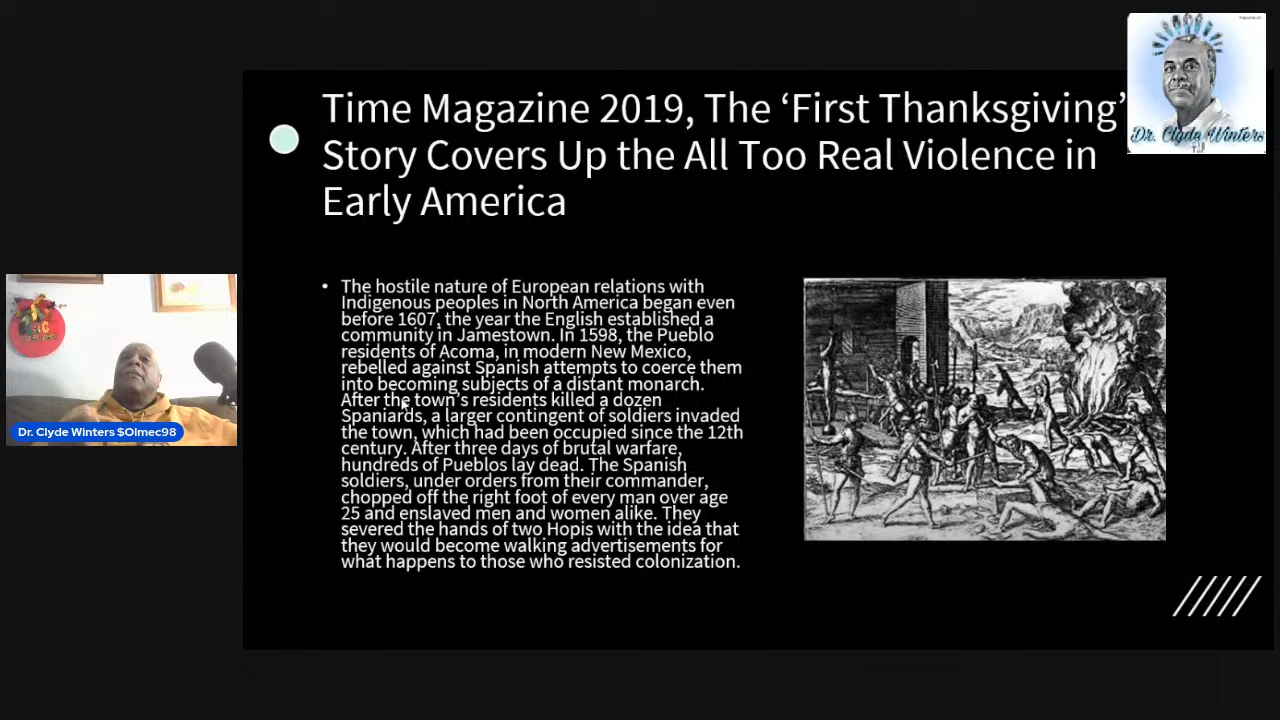 Time Magazine 2019, The ‘First Thanksgiving’
Story Covers Up the All Too Real Violence in
Early America
• The hostile nature of European relations with
Indigenous peoples in North America began even
before 1607, the year the English established a
community in Jamestown. In 1598, the Pueblo
residents of Acoma, in modern New Mexico,
rebelled against Spanish attempts to coerce them
into becoming subjects of a distant monarch.
After the town’s residents killed a dozen
Spaniards, a larger contingent of soldiers invaded
the town, which had been occupied since the 12th
century. After three days of brutal warfare,
hundreds of Pueblos lay dead. The Spanish
soldiers, under orders from their commander,
chopped off the right foot of every man over age
25 and enslaved men and women alike. They
severed the hands of two Hopis with the idea that
they would become walking advertisements for
what happens to those who resisted colonization.
Dr. Clyde Winters
Dr. Clyde Winters $Olmec98